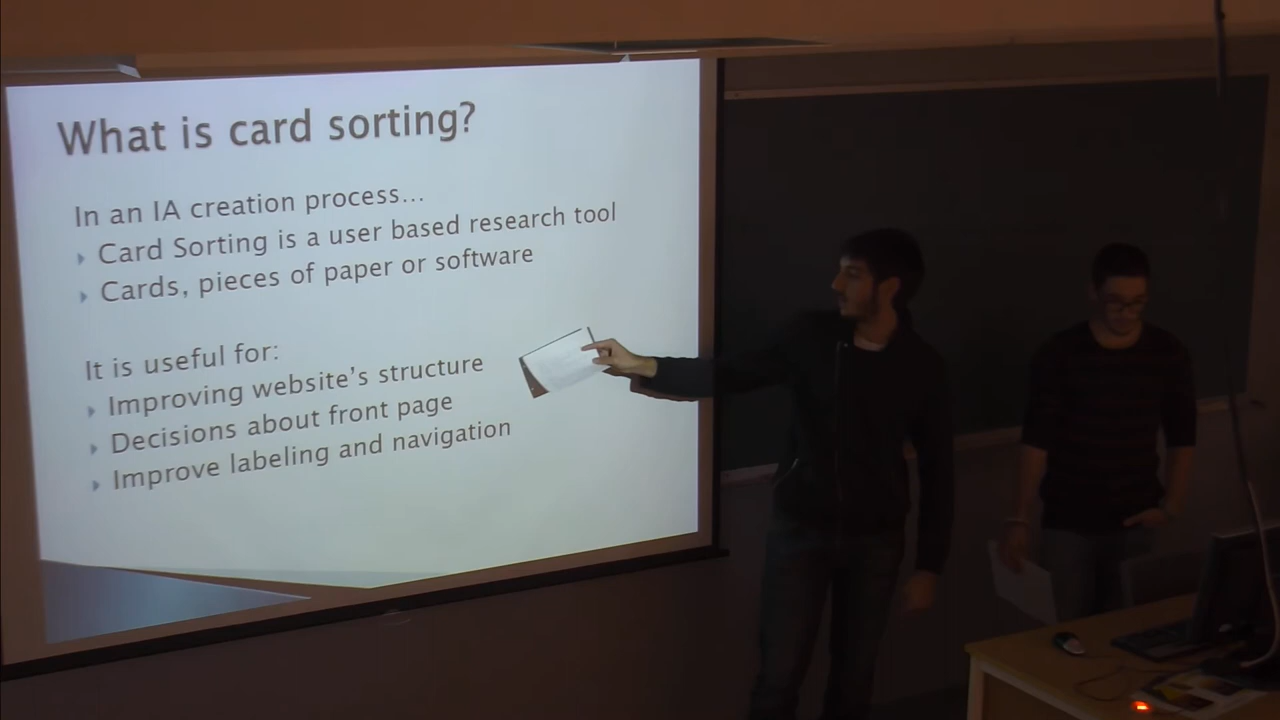 What is card sorting?
In an IA creation process...
Card Sorting is a user based research tool
Cards, pieces of paper or software
It is useful for:
Improving website's structure
Decisions about front page
Improve labeling and navigation